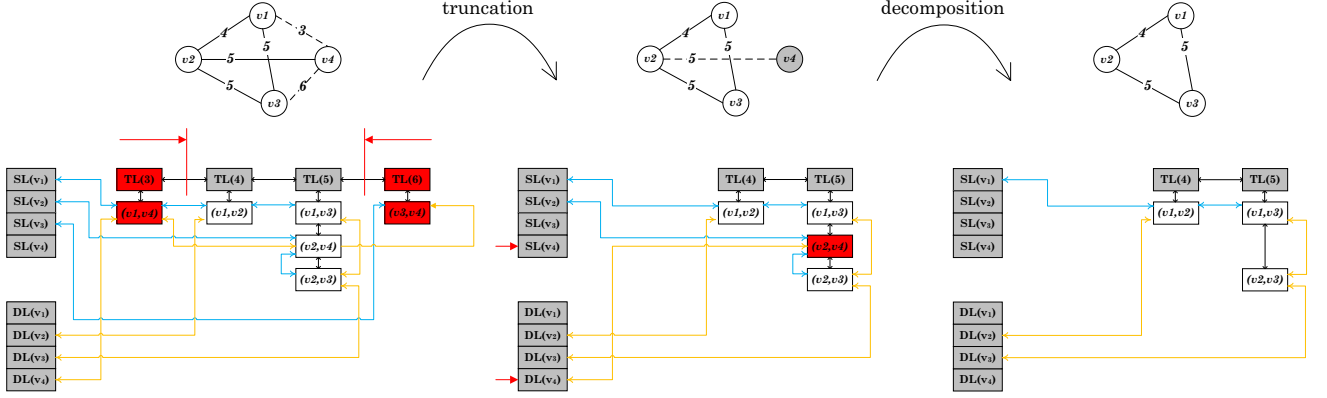 truncation
decomposition
v1
4
3
5
v2
5
v4
5
6
v3
v1
4
5
v2
5
v4
5
v3
v1
4
5
v2
5
v3
SL(v₁)
SL(v₂)
SL(v₃)
SL(v₄)
TL(3)
TL(4)
TL(5)
TL(6)
(v1,v4)
(v1,v2)
(v1,v3)
(v3,v4)
(v2,v4)
(v2,v3)
DL(v₁)
DL(v₂)
DL(v₃)
DL(v₄)
SL(v₁)
SL(v₂)
SL(v₃)
SL(v₄)
TL(4)
TL(5)
(v1,v2)
(v1,v3)
(v2,v4)
(v2,v3)
DL(v₁)
DL(v₂)
DL(v₃)
DL(v₄)
SL(v₁)
SL(v₂)
SL(v₃)
SL(v₄)
TL(4)
TL(5)
(v1,v2)
(v1,v3)
(v2,v3)
DL(v₁)
DL(v₂)
DL(v₃)
DL(v₄)